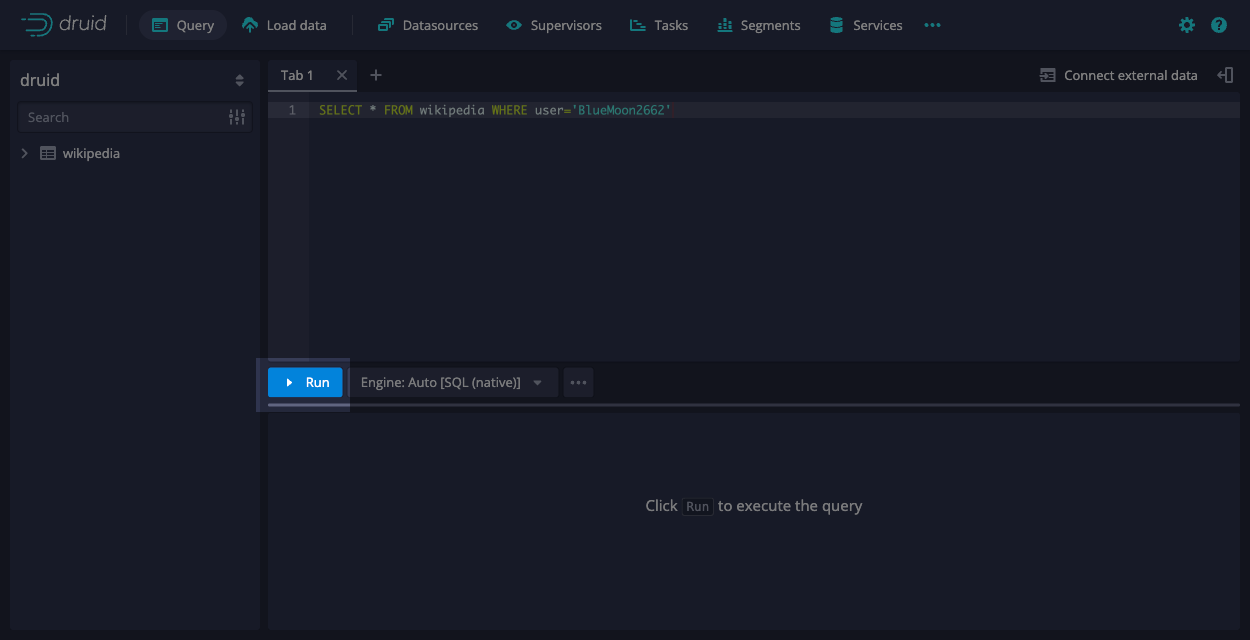 druid Query Load data Datasources Supervisors Tasks Segments Services
druid
Search
wikipedia
Tab 1
Connect external data
1 SELECT * FROM wikipedia WHERE user='BlueMoon2662'
Run Engine: Auto [SQL (native)]
Click Run to execute the query